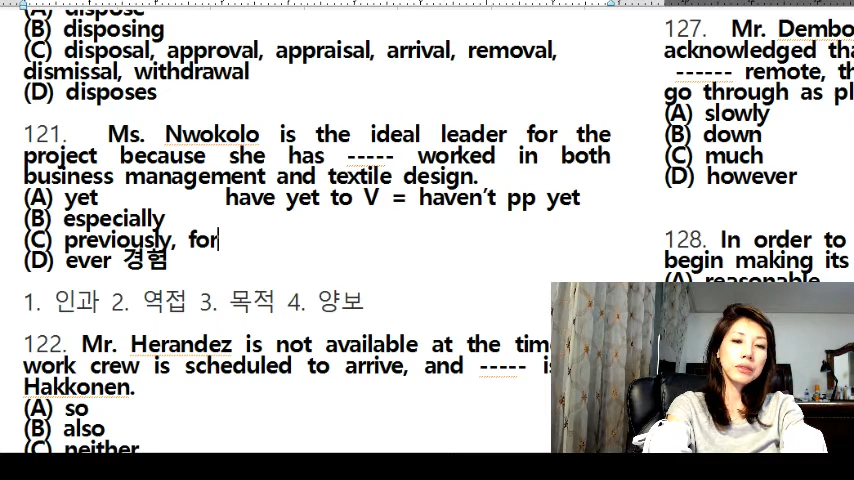 (A) dispose
(B) disposing
(C) disposal, approval, appraisal, arrival, removal,
dismissal, withdrawal
(D) disposes
121. Ms. Nwokolo is the ideal leader for the
project because she has ----- worked in both
business management and textile design.
(A) yet have yet to V = haven't pp yet
(B) especially
(C) previously, for
(D) ever 경험
1. 인과 2. 역접 3. 목적 4. 양보
122. Mr. Herandez is not available at the
work crew is scheduled to arrive, and -----
Hakkonen.
(A) so
(B) also
(C) neither
127. Mr. Dembo
acknowledged
------ remote,
go through as
(A) slowly
(B) down
(C) much
(D) however
128. In order to
begin making its
(A) reasonable